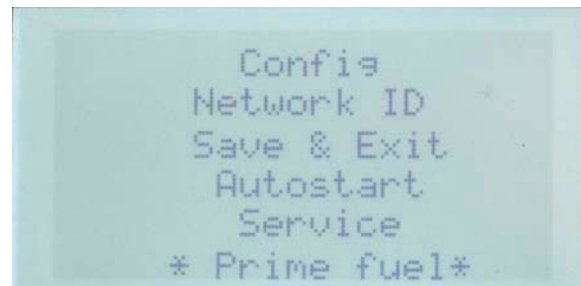 Config
Network ID
Save & Exit
Autostart
Service
* Prime fuel*